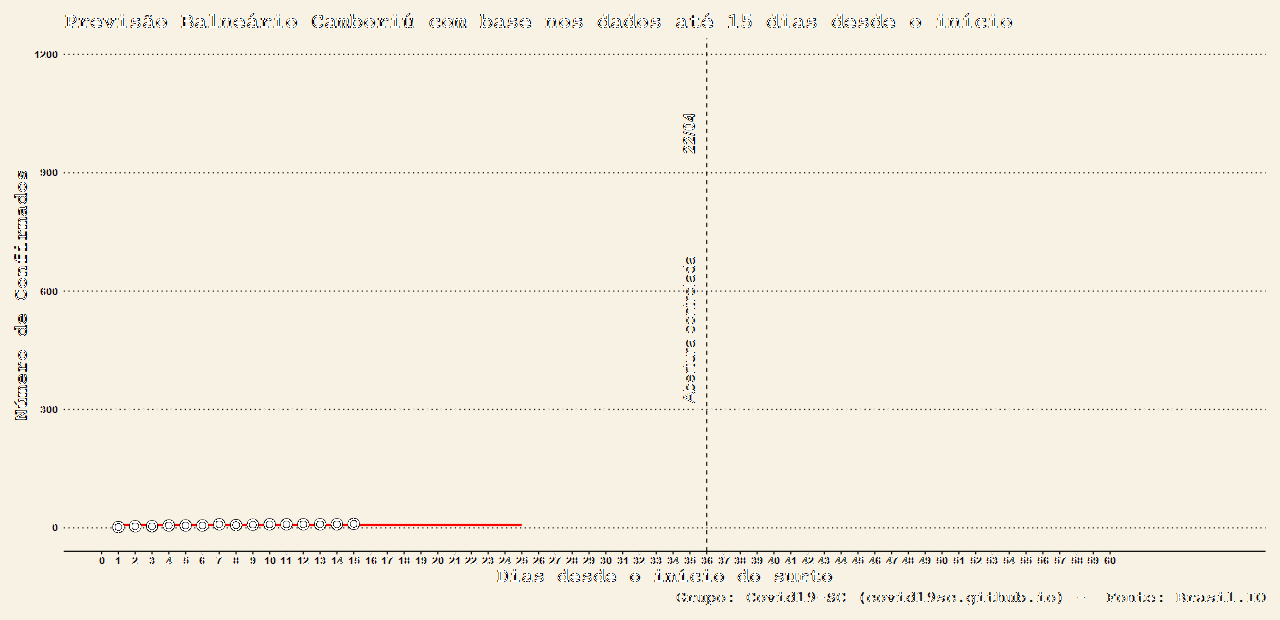 Previsão Balneário Camboriú com base nos dados até 15 dias desde o início
1200
900
600
300
0
Número de Confirmados
22/04
Abertura controlada
0 1 2 3 4 5 6 7 8 9 10 11 12 13 14 15 16 17 18 19 20 21 22 23 24 25 26 27 28 29 30 31 32 33 34 35 36 37 38 39 40 41 42 43 44 45 46 47 48 49 50 51 52 53 54 55 56 57 58 59 60
Dias desde o início do surto
Grupo: Covid19-SC (covid19sc.github.io) - Fonte: Brasil.IO